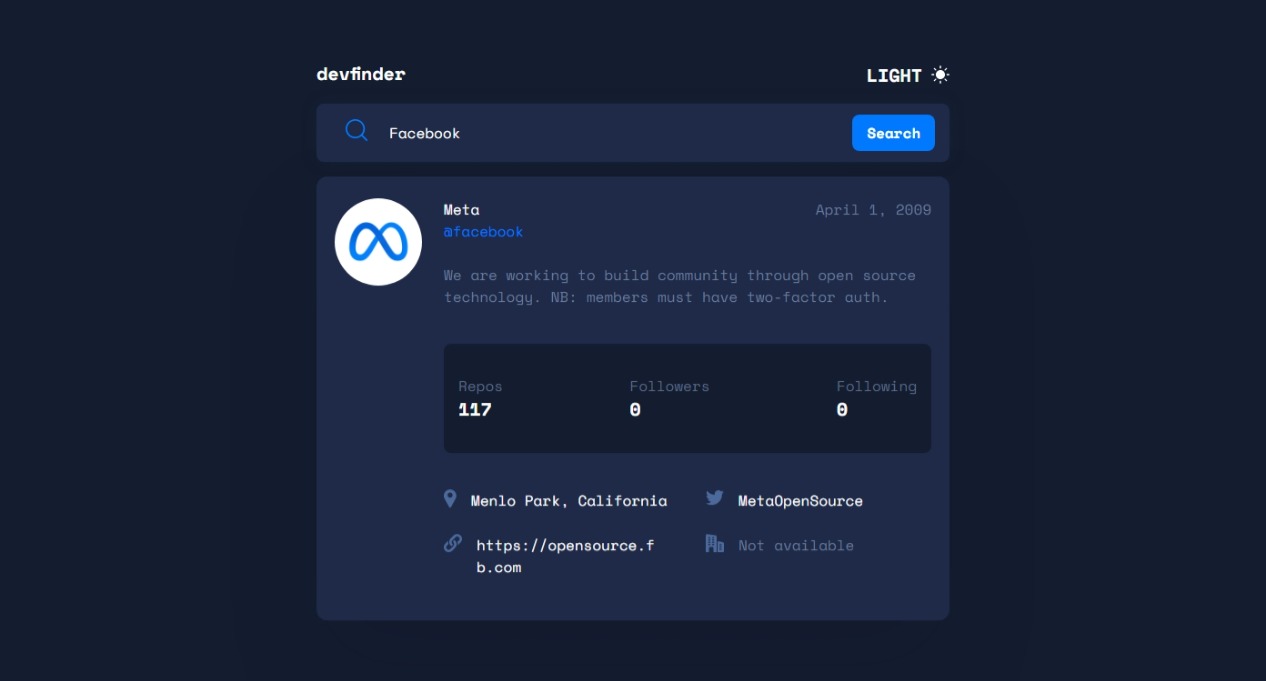 devfinder
LIGHT
Facebook
Search
Meta
April 1, 2009
@facebook
We are working to build community through open source
technology. NB: members must have two-factor auth.
Repos
Followers
Following
117
0
0
Menlo Park, California
MetaOpenSource
https://opensource.f
b.com
Not available